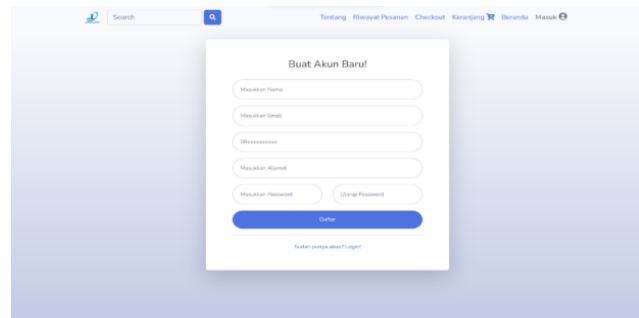 Search Tentang Riwayat Pesanan Checkout Keranjang Beranda Masuk
Buat Akun Baru!
Masukkan Nama
Masukkan Email
08xxxxxxxxxx
Masukkan Alamat
Masukkan Password Ulangi Password
Daftar
Sudah punya akun? Login!